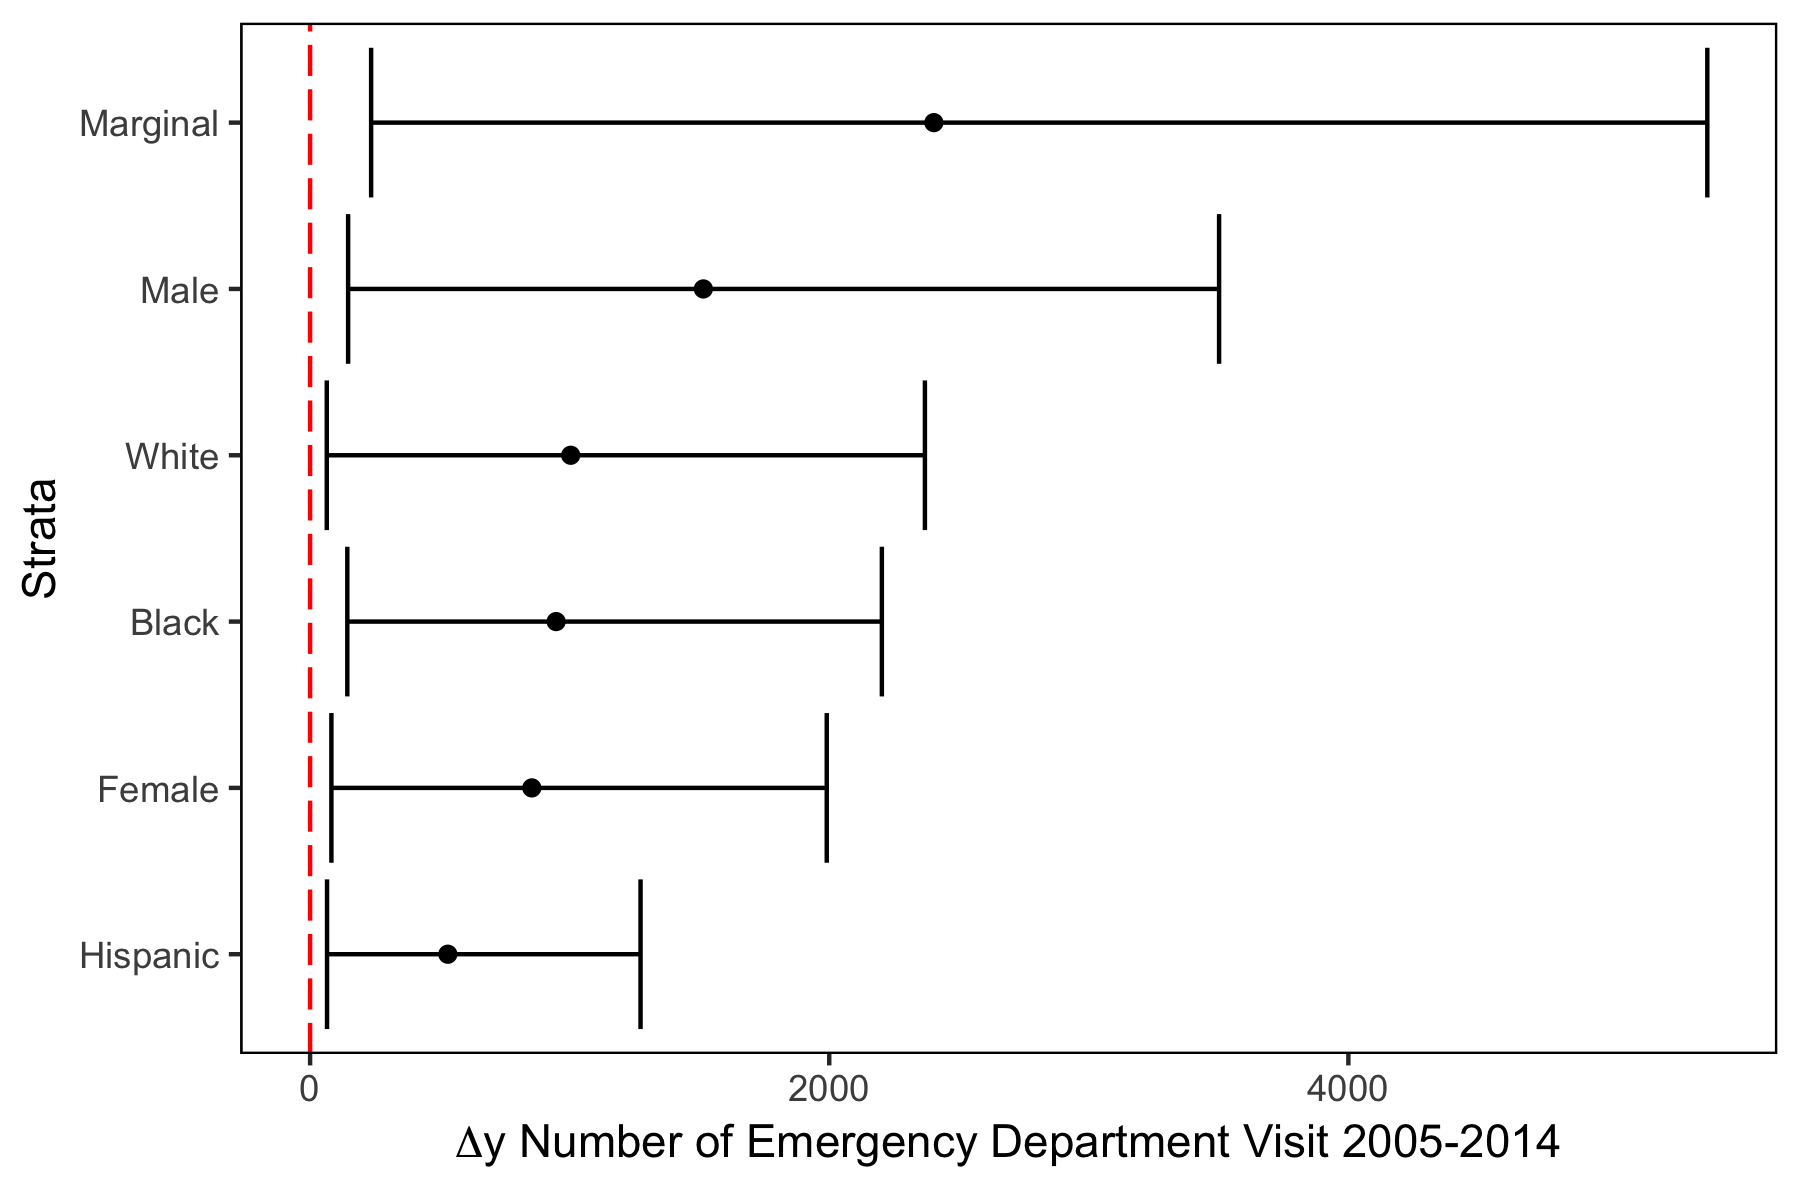 Strata
Marginal
Male
White
Black
Female
Hispanic
0 2000 4000
Δy Number of Emergency Department Visit 2005-2014